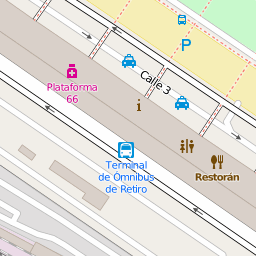 P
Calle 3
Plataforma
66
i
Restorán
Terminal
de Ómnibus
de Retiro